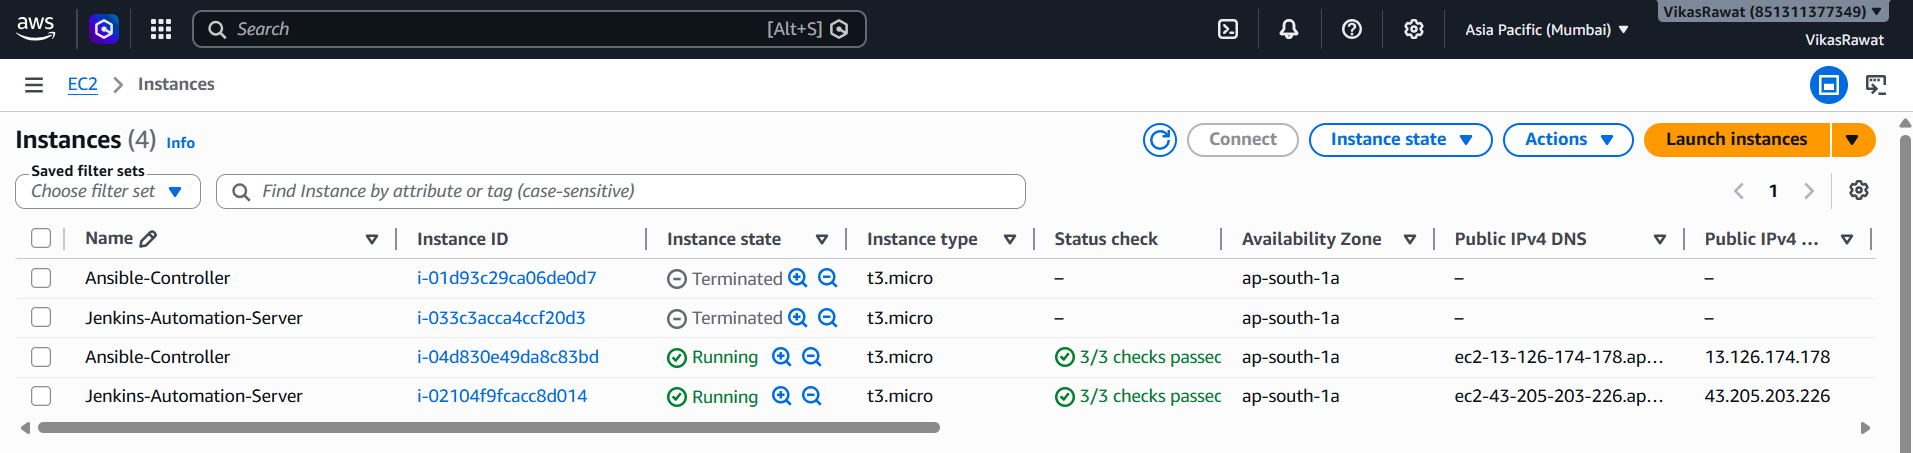 aws Search [Alt+S] Asia Pacific (Mumbai) VikasRawat (851311377349)
VikasRawat
EC2 Instances
Instances (4) Info Connect Instance state Actions Launch instances
Saved filter sets
Choose filter set Find Instance by attribute or tag (case-sensitive) 1
Name Instance ID Instance state Instance type Status check Availability Zone Public IPv4 DNS Public IPv4 ...
Ansible-Controller i-01d93c29ca06de0d7 Terminated t3.micro – ap-south-1a – –
Jenkins-Automation-Server i-033c3acca4ccf20d3 Terminated t3.micro – ap-south-1a – –
Ansible-Controller i-04d830e49da8c83bd Running t3.micro 3/3 checks passed ap-south-1a ec2-13-126-174-178.ap... 13.126.174.178
Jenkins-Automation-Server i-02104f9fcacc8d014 Running t3.micro 3/3 checks passed ap-south-1a ec2-43-205-203-226.ap... 43.205.203.226